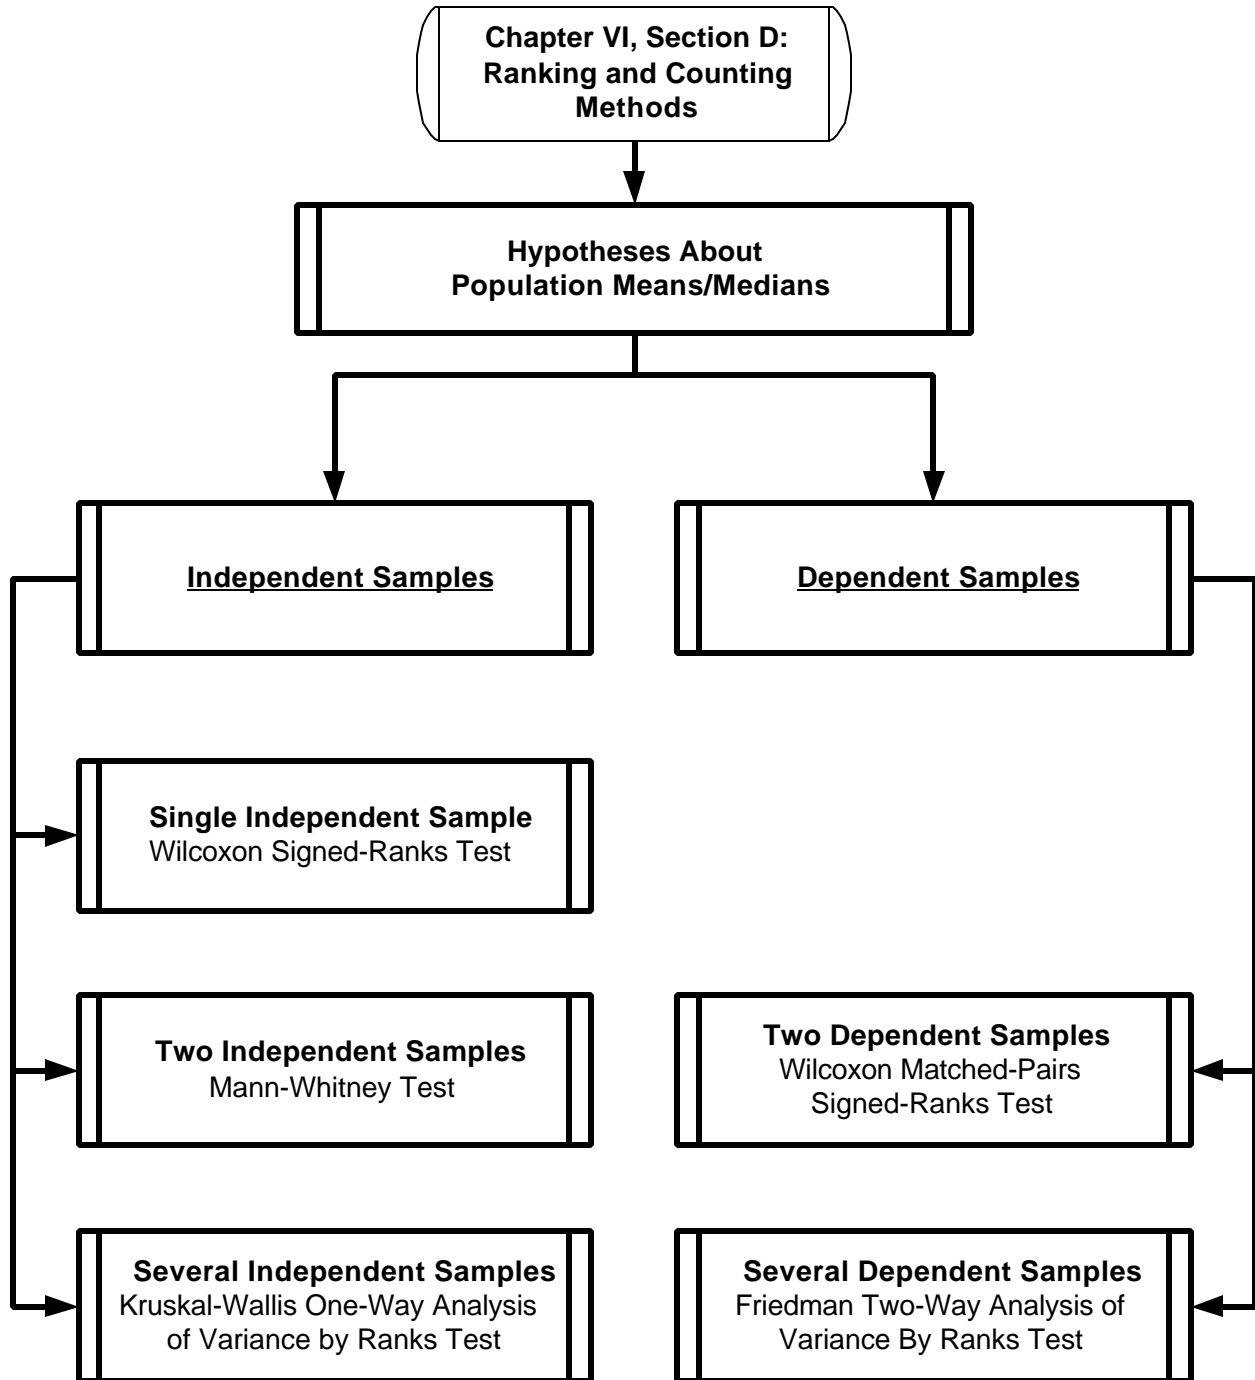 Chapter VI, Section D:
Ranking and Counting
Methods
Hypotheses About
Population Means/Medians
Independent Samples
Dependent Samples
Single Independent Sample
Wilcoxon Signed-Ranks Test
Two Independent Samples
Mann-Whitney Test
Two Dependent Samples
Wilcoxon Matched-Pairs
Signed-Ranks Test
Several Independent Samples
Kruskal-Wallis One-Way Analysis
of Variance by Ranks Test
Several Dependent Samples
Friedman Two-Way Analysis of
Variance By Ranks Test